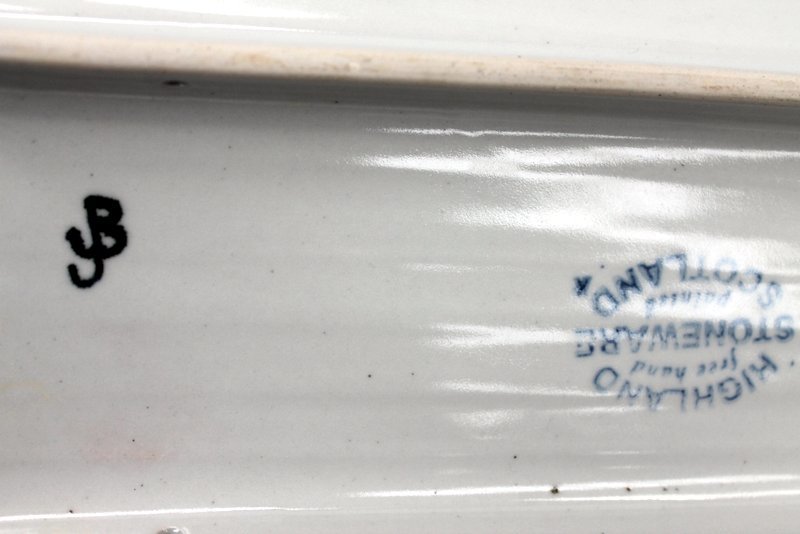 JB
HIGHLAND
free hand
STONEWARE
painted
SCOTLAND